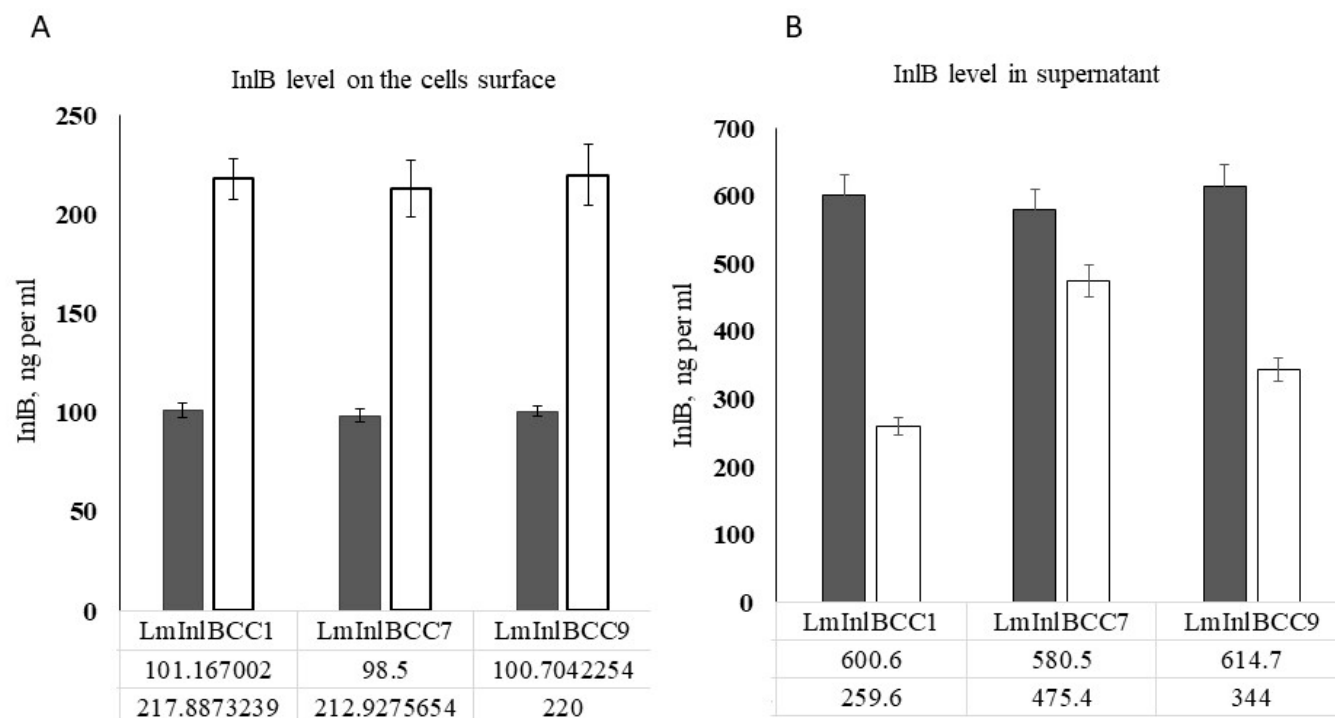 A
InlB level on the cells surface
250
200
150
100
50
0
InlB, ng per ml
LmInlBCC1 LmInlBCC7 LmInlBCC9
101.167002 98.5 100.7042254
217.8873239 212.9275654 220
B
InlB level in supernatant
700
600
500
400
300
200
100
0
InlB, ng per ml
LmInlBCC1 LmInlBCC7 LmInlBCC9
600.6 580.5 614.7
259.6 475.4 344